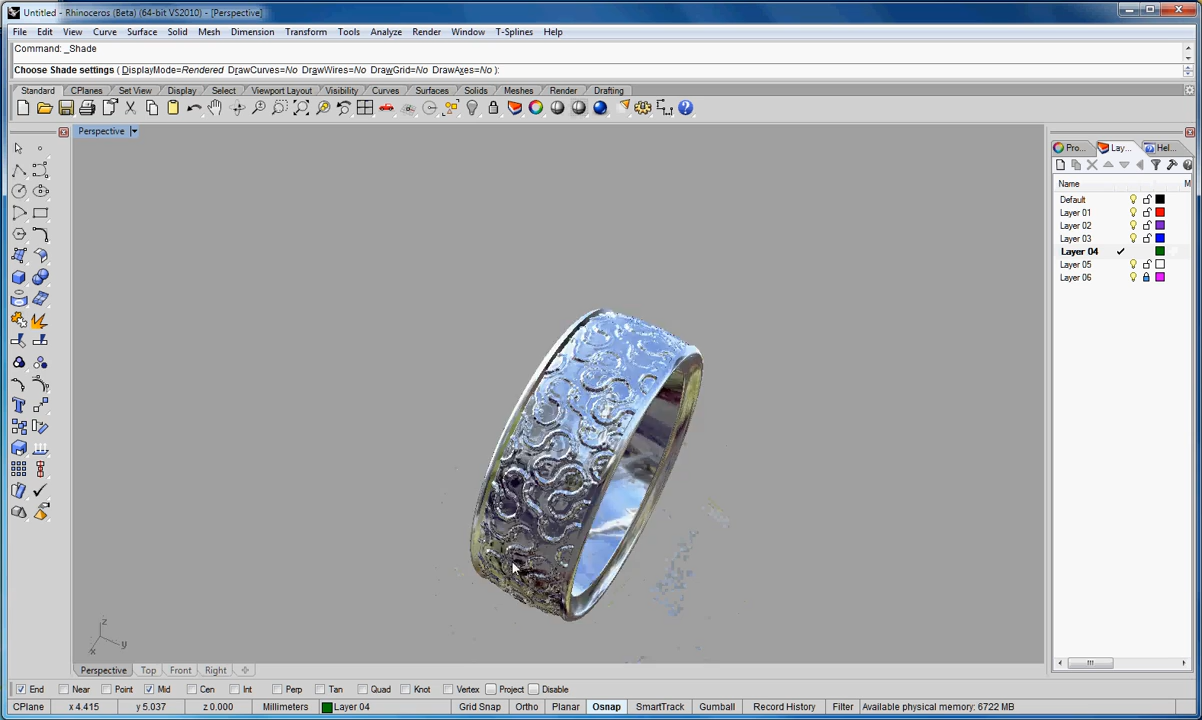 Untitled - Rhinoceros (Beta) (64-bit VS2010) - [Perspective]
File Edit View Curve Surface Solid Mesh Dimension Transform Tools Analyze Render Window T-Splines Help
Command: _Shade
Choose Shade settings ( DisplayMode=Rendered DrawCurves=No DrawWires=No DrawGrid=No DrawAxes=No ):
Standard CPlanes Set View Display Select Viewport Layout Visibility Curves Surfaces Solids Meshes Render Drafting
Perspective
Pro... Lay... Hel...
Name M
Default
Layer 01
Layer 02
Layer 03
Layer 04
Layer 05
Layer 06
z
y
x
Perspective Top Front Right
End Near Point Mid Cen Int Perp Tan Quad Knot Vertex Project Disable
CPlane x 4.415 y 5.037 z 0.000 Millimeters Layer 04 Grid Snap Ortho Planar Osnap SmartTrack Gumball Record History Filter Available physical memory: 6722 MB